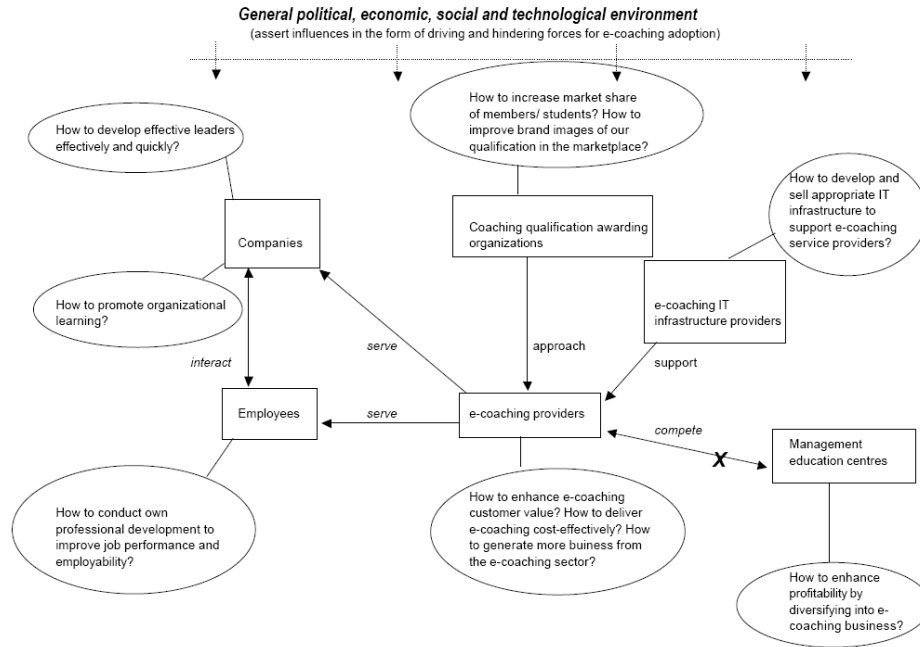 General political, economic, social and technological environment
(assert influences in the form of driving and hindering forces for e-coaching adoption)
How to develop effective leaders
effectively and quickly?
How to increase market share
of members/ students? How to
improve brand images of our
qualification in the marketplace?
How to develop and
sell appropriate IT
infrastructure to
support e-coaching
service providers?
Companies
Coaching qualification awarding
organizations
e-coaching IT
infrastructure providers
How to promote organizational
learning?
interact
serve
approach
support
Employees
serve
e-coaching providers
compete
X
Management
education centres
How to conduct own
professional development to
improve job performance and
employability?
How to enhance e-coaching
customer value? How to deliver
e-coaching cost-effectively? How
to generate more buiness from
the e-coaching sector?
How to enhance
profitability by
diversifying into e-
coaching business?